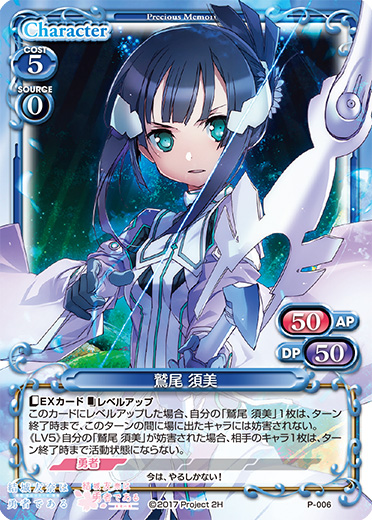 Precious Memories
Character
COST
5
SOURCE
0
50 AP
DP 50
鷲尾 須美
EXカード レベルアップ
このカードにレベルアップした場合、自分の「鷲尾 須美」1枚は、ターン
終了時まで、このターンの間に場に出たキャラには妨害されない。
〈LV5〉自分の「鷲尾 須美」が妨害された場合、相手のキャラ1枚は、ターン
終了時まで活動状態にならない。
勇者
今は、やるしかない!
結城友奈は
勇者である
©2017 Project 2H
P-006